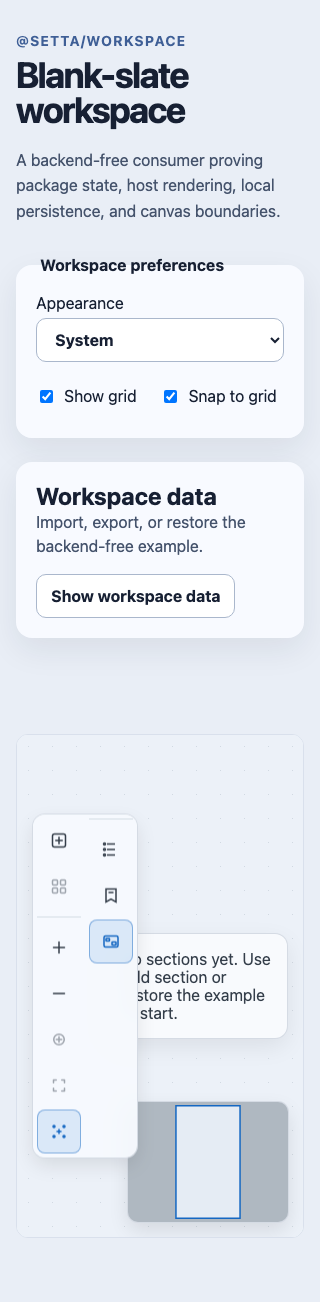 @SETTA/WORKSPACE
Blank-slate
workspace
A backend-free consumer proving
package state, host rendering, local
persistence, and canvas boundaries.
Workspace preferences
Appearance
System
Show grid
Snap to grid
Workspace data
Import, export, or restore the
backend-free example.
Show workspace data
sections yet. Use
section or
the example
start.